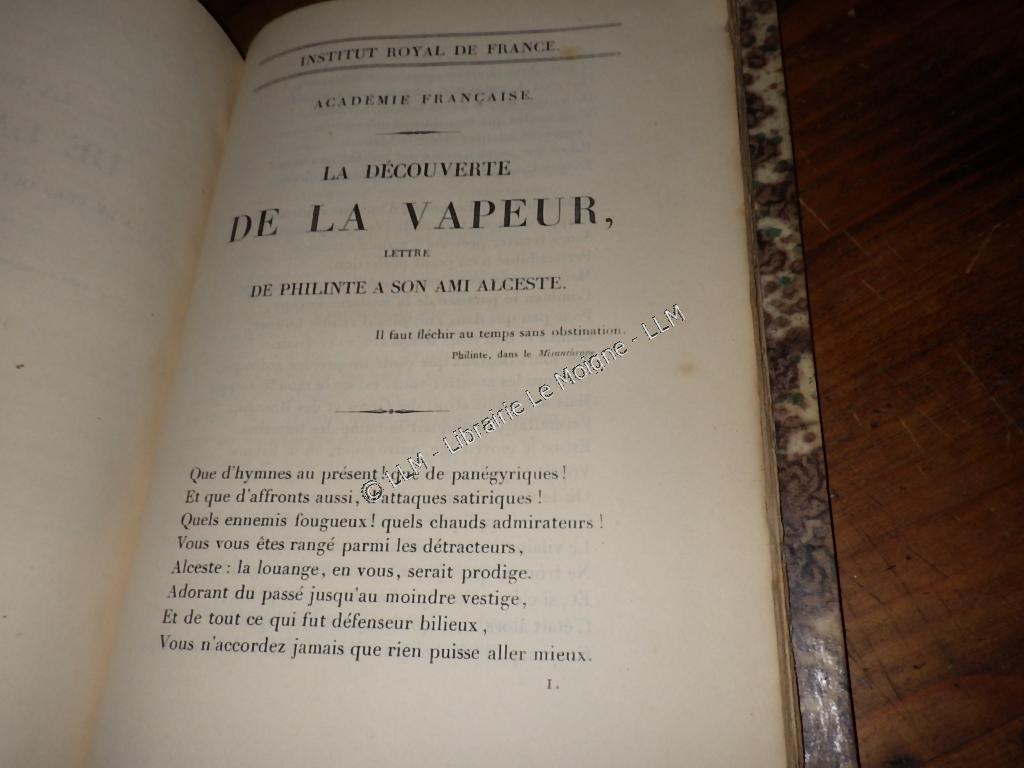 INSTITUT ROYAL DE FRANCE.
ACADÉMIE FRANÇAISE.
LA DÉCOUVERTE
DE LA VAPEUR,
LETTRE
DE PHILINTE A SON AMI ALCESTE.
Il faut fléchir au temps sans obstination.
Philinte, dans le Misanthrope.
© LLM - Librairie Le Moigne - LLM
Que d'hymnes au présent ! que de panégyriques !
Et que d'affronts aussi, d'attaques satiriques !
Quels ennemis fougueux ! quels chauds admirateurs !
Vous vous êtes rangé parmi les détracteurs,
Alceste : la louange, en vous, serait prodige.
Adorant du passé jusqu'au moindre vestige,
Et de tout ce qui fut défenseur bilieux,
Vous n'accordez jamais que rien puisse aller mieux.
1.